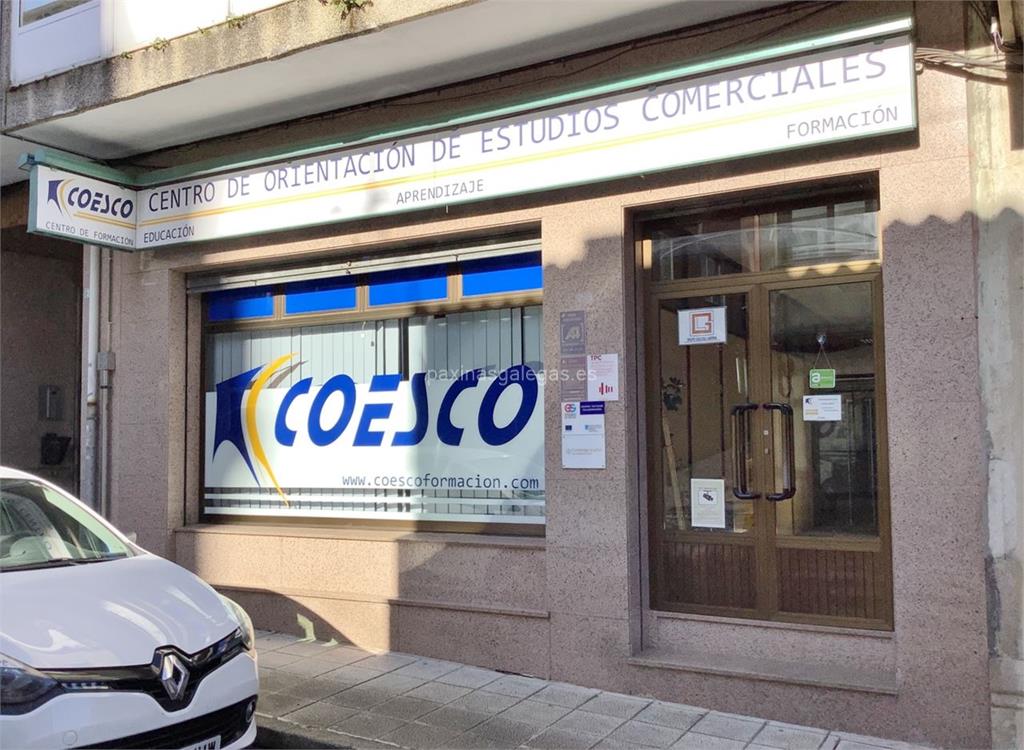 CENTRO DE ORIENTACIÓN DE ESTUDIOS COMERCIALES
COESCO
CENTRO DE FORMACIÓN
EDUCACIÓN
APRENDIZAJE
FORMACIÓN
COESCO
www.coescoformacion.com
paxinasgalegas.es
TPC